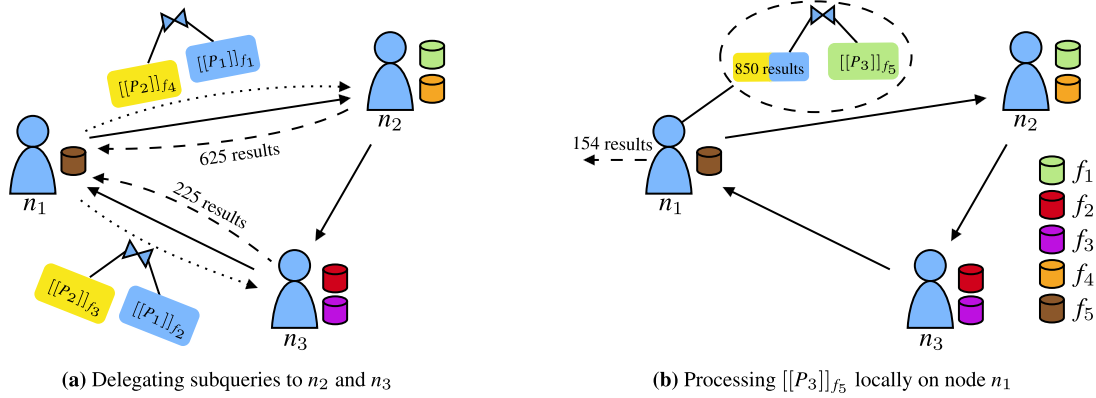 [[P₂]]f₄
[[P₁]]f₁
n₂
625 results
n₁
225 results
[[P₂]]f₃
[[P₁]]f₂
n₃
(a) Delegating subqueries to n₂ and n₃
850 results
[[P₃]]f₅
n₂
154 results
n₁
f₁
f₂
f₃
f₄
f₅
n₃
(b) Processing [[P₃]]f₅ locally on node n₁